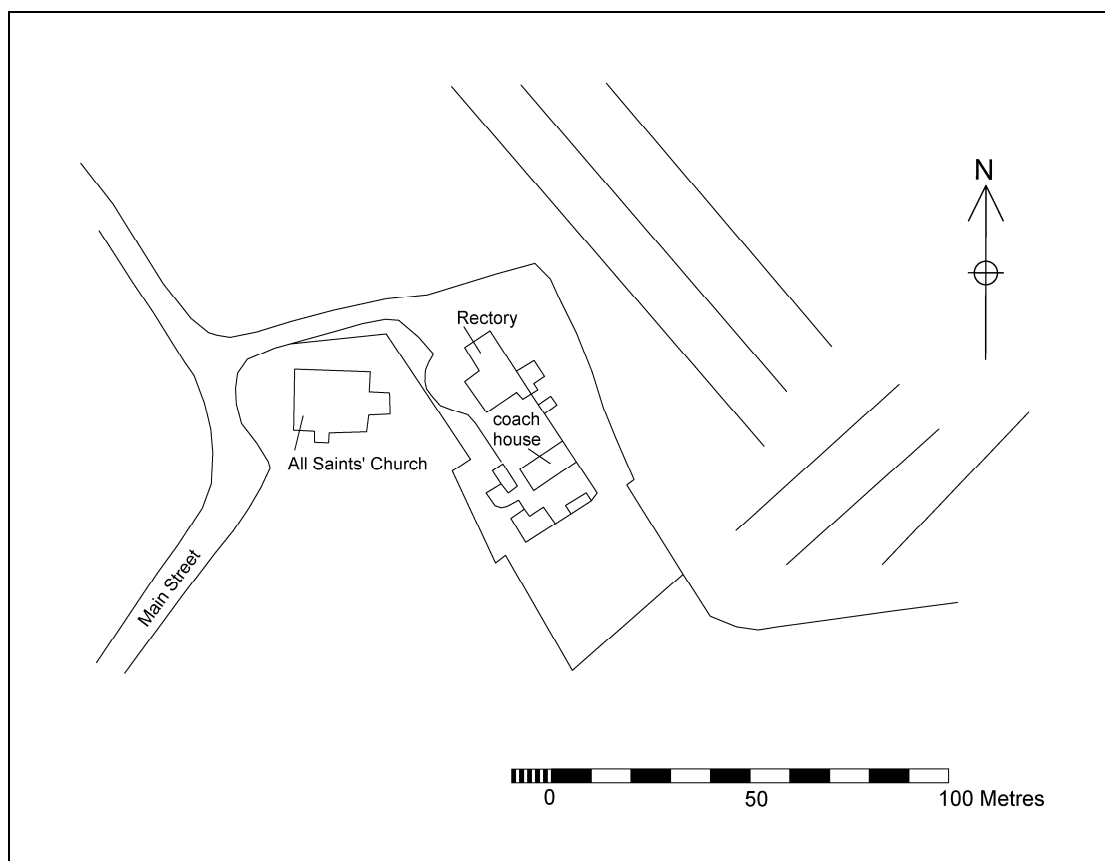 N
Rectory
coach
house
All Saints' Church
Main Street
0
50
100 Metres